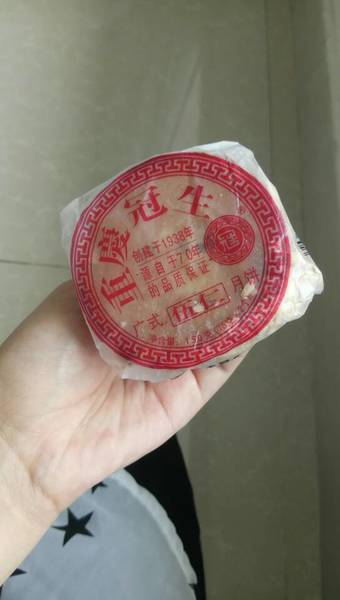 重慶冠生
创建于1938年
源自于70年
的品质保证
广式 伍仁 月饼